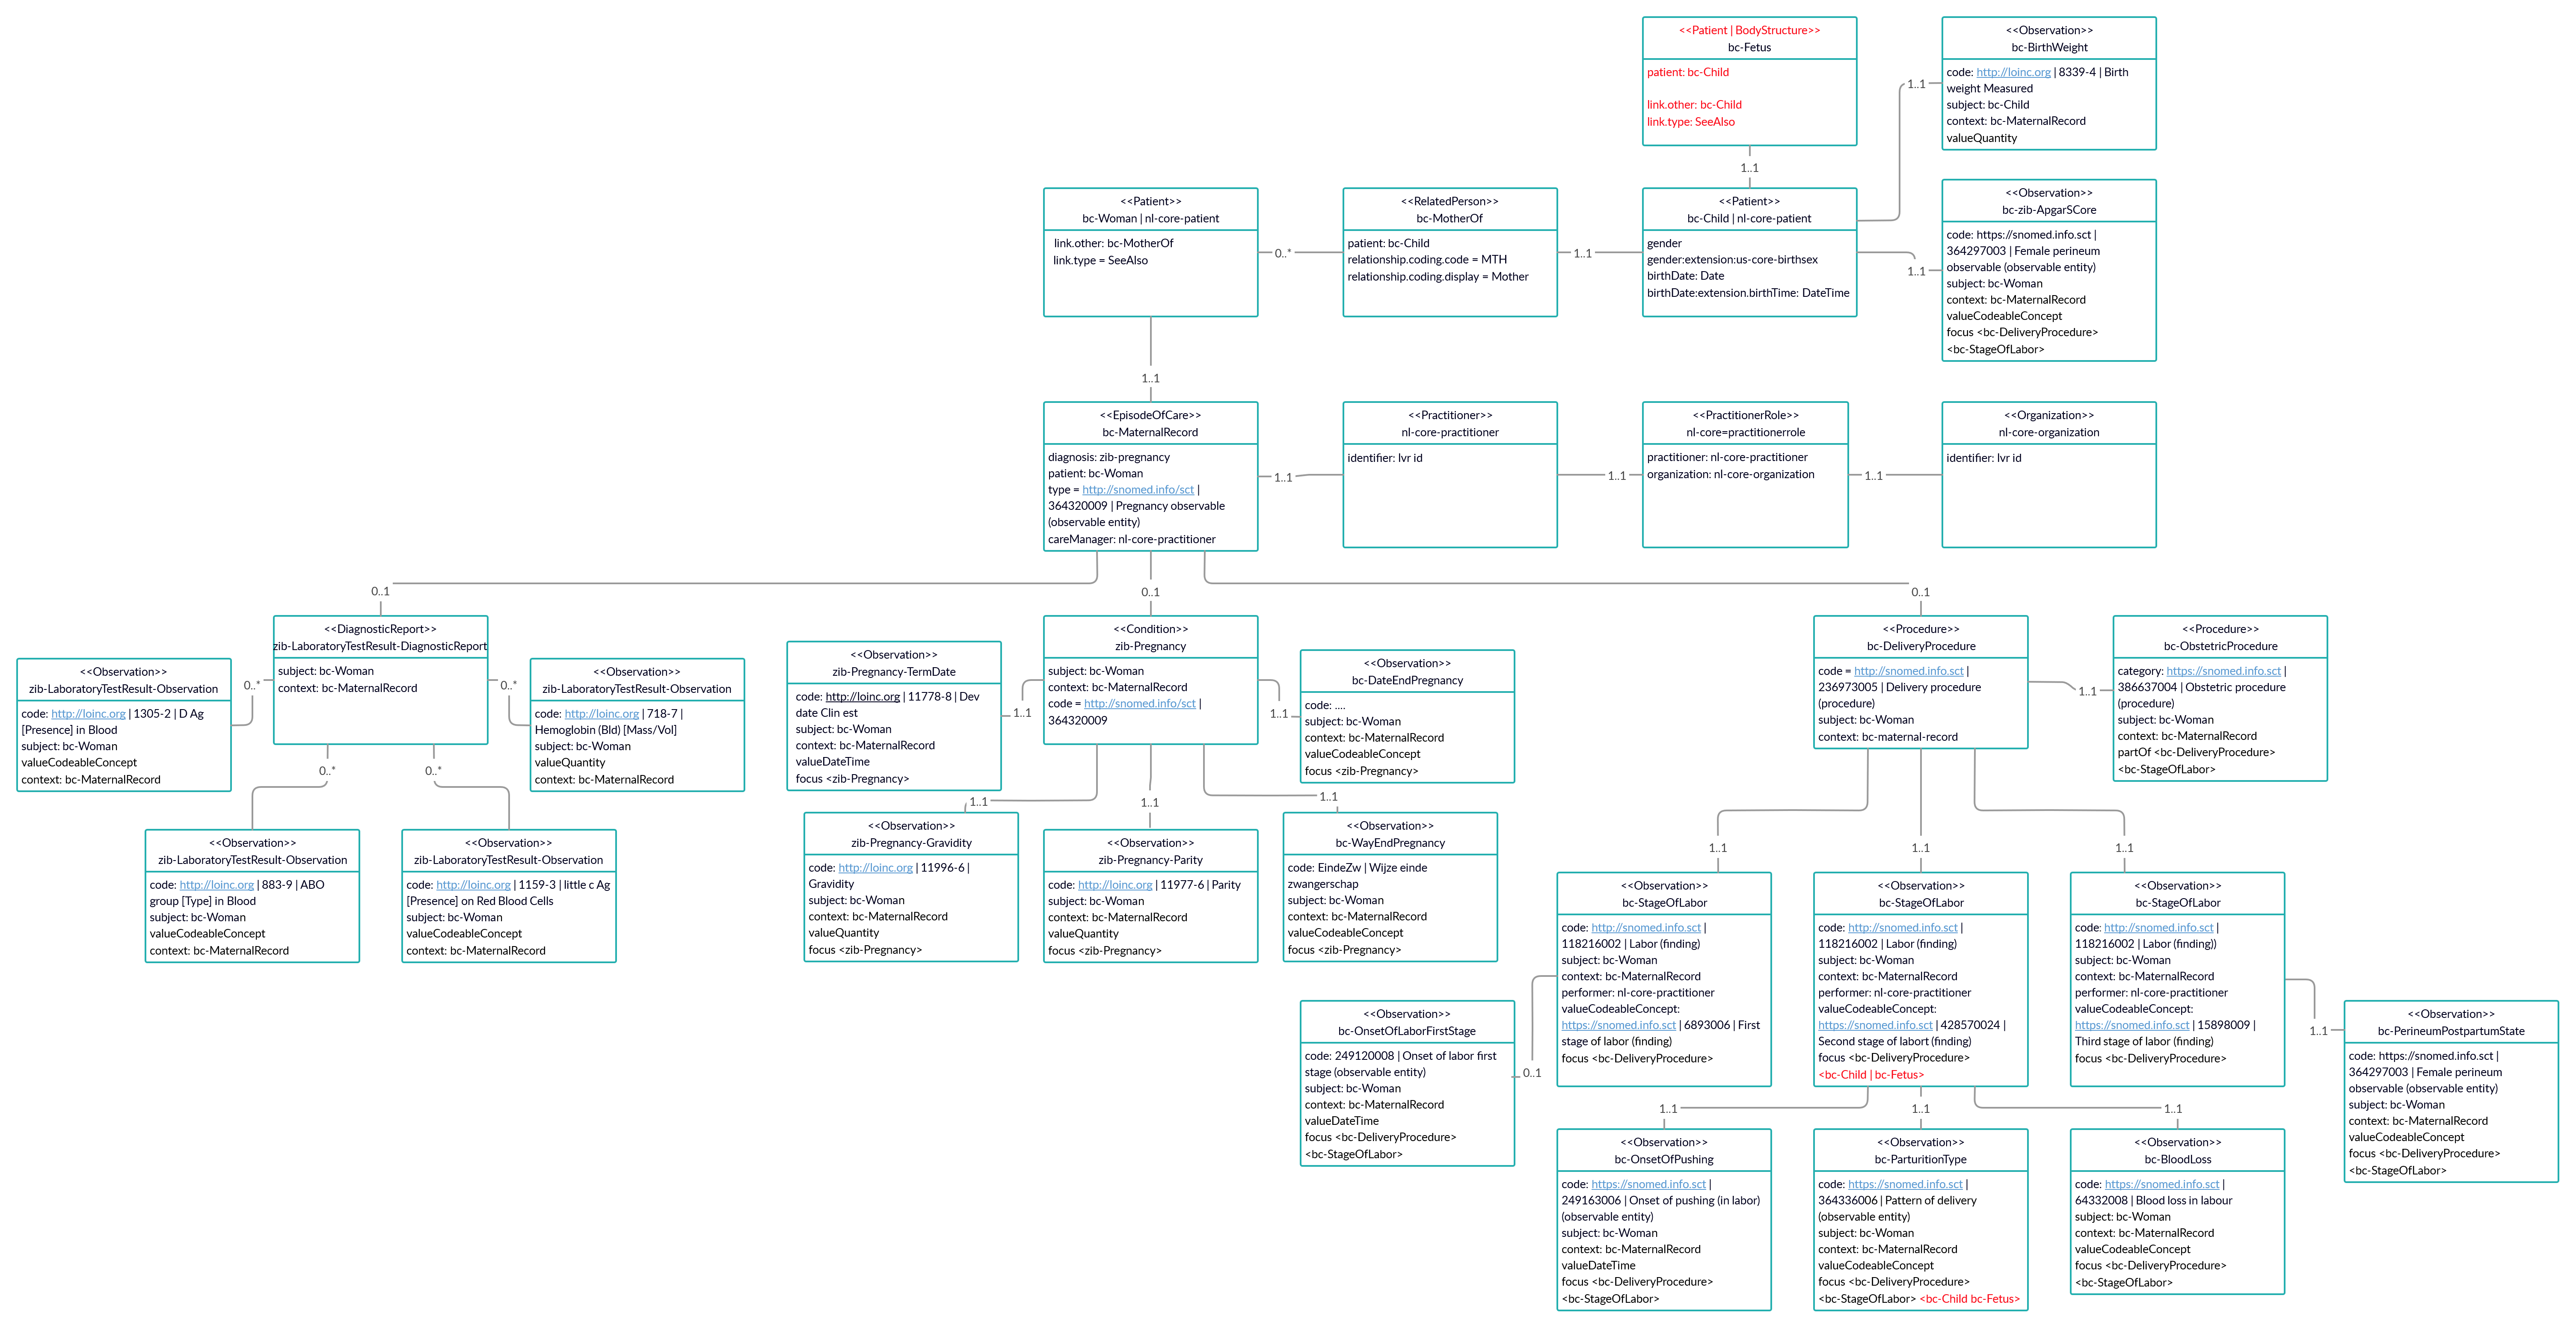 <<Patient | BodyStructure>>
bc-Fetus
patient: bc-Child
link.other: bc-Child
link.type: SeeAlso
<<Observation>>
bc-BirthWeight
code: http://loinc.org | 8339-4 | Birth
weight Measured
subject: bc-Child
context: bc-MaternalRecord
valueQuantity
1..1
1..1
<<Patient>>
bc-Woman | nl-core-patient
link.other: bc-MotherOf
link.type = SeeAlso
0..*
<<RelatedPerson>>
bc-MotherOf
patient: bc-Child
relationship.coding.code = MTH
relationship.coding.display = Mother
1..1
<<Patient>>
bc-Child | nl-core-patient
gender
gender:extension:us-core-birthsex
birthDate: Date
birthDate:extension.birthTime: DateTime
1..1
<<Observation>>
bc-zib-ApgarSCore
code: https://snomed.info.sct |
364297003 | Female perineum
observable (observable entity)
subject: bc-Woman
context: bc-MaternalRecord
valueCodeableConcept
focus <bc-DeliveryProcedure>
<bc-StageOfLabor>
1..1
<<EpisodeOfCare>>
bc-MaternalRecord
diagnosis: zib-pregnancy
patient: bc-Woman
type = http://snomed.info/sct |
364320009 | Pregnancy observable
(observable entity)
careManager: nl-core-practitioner
1..1
<<Practitioner>>
nl-core-practitioner
identifier: lvr id
1..1
<<PractitionerRole>>
nl-core=practitionerrole
practitioner: nl-core-practitioner
organization: nl-core-organization
1..1
<<Organization>>
nl-core-organization
identifier: lvr id
0..1
0..1
0..1
<<DiagnosticReport>>
zib-LaboratoryTestResult-DiagnosticReport
subject: bc-Woman
context: bc-MaternalRecord
<<Observation>>
zib-LaboratoryTestResult-Observation
code: http://loinc.org | 1305-2 | D Ag
[Presence] in Blood
subject: bc-Woman
valueCodeableConcept
context: bc-MaternalRecord
0..*
0..*
<<Observation>>
zib-LaboratoryTestResult-Observation
code: http://loinc.org | 718-7 |
Hemoglobin (Bld) [Mass/Vol]
subject: bc-Woman
valueQuantity
context: bc-MaternalRecord
0..*
0..*
<<Observation>>
zib-LaboratoryTestResult-Observation
code: http://loinc.org | 883-9 | ABO
group [Type] in Blood
subject: bc-Woman
valueCodeableConcept
context: bc-MaternalRecord
<<Observation>>
zib-LaboratoryTestResult-Observation
code: http://loinc.org | 1159-3 | little c Ag
[Presence] on Red Blood Cells
subject: bc-Woman
valueCodeableConcept
context: bc-MaternalRecord
<<Observation>>
zib-Pregnancy-TermDate
code: http://loinc.org | 11778-8 | Dev
date Clin est
subject: bc-Woman
context: bc-MaternalRecord
valueDateTime
focus <zib-Pregnancy>
1..1
<<Condition>>
zib-Pregnancy
subject: bc-Woman
context: bc-MaternalRecord
code = http://snomed.info/sct |
364320009
1..1
<<Observation>>
bc-DateEndPregnancy
code: ....
subject: bc-Woman
context: bc-MaternalRecord
valueCodeableConcept
focus <zib-Pregnancy>
1..1
1..1
1..1
<<Observation>>
zib-Pregnancy-Gravidity
code: http://loinc.org | 11996-6 |
Gravidity
subject: bc-Woman
context: bc-MaternalRecord
valueQuantity
focus <zib-Pregnancy>
<<Observation>>
zib-Pregnancy-Parity
code: http://loinc.org | 11977-6 | Parity
subject: bc-Woman
context: bc-MaternalRecord
valueQuantity
focus <zib-Pregnancy>
<<Observation>>
bc-WayEndPregnancy
code: EindeZw | Wijze einde
zwangerschap
subject: bc-Woman
context: bc-MaternalRecord
valueCodeableConcept
focus <zib-Pregnancy>
<<Procedure>>
bc-DeliveryProcedure
code = http://snomed.info.sct |
236973005 | Delivery procedure
(procedure)
subject: bc-Woman
context: bc-maternal-record
1..1
<<Procedure>>
bc-ObstetricProcedure
category: https://snomed.info.sct |
386637004 | Obstetric procedure
(procedure)
subject: bc-Woman
context: bc-MaternalRecord
partOf <bc-DeliveryProcedure>
<bc-StageOfLabor>
1..1
1..1
1..1
<<Observation>>
bc-StageOfLabor
code: https://snomed.info.sct |
118216002 | Labor (finding)
subject: bc-Woman
context: bc-MaternalRecord
performer: nl-core-practitioner
valueCodeableConcept:
https://snomed.info.sct | 6893006 | First
stage of labor (finding)
focus <bc-DeliveryProcedure>
<<Observation>>
bc-StageOfLabor
code: https://snomed.info.sct |
118216002 | Labor (finding)
subject: bc-Woman
context: bc-MaternalRecord
performer: nl-core-practitioner
valueCodeableConcept:
https://snomed.info.sct | 428570024 |
Second stage of labort (finding)
focus <bc-DeliveryProcedure>
<bc-Child | bc-Fetus>
<<Observation>>
bc-StageOfLabor
code: https://snomed.info.sct |
118216002 | Labor (finding))
subject: bc-Woman
context: bc-MaternalRecord
performer: nl-core-practitioner
valueCodeableConcept:
https://snomed.info.sct | 15898009 |
Third stage of labor (finding)
focus <bc-DeliveryProcedure>
<<Observation>>
bc-OnsetOfLaborFirstStage
code: 249120008 | Onset of labor first
stage (observable entity)
subject: bc-Woman
context: bc-MaternalRecord
valueDateTime
focus <bc-DeliveryProcedure>
<bc-StageOfLabor>
0..1
1..1
<<Observation>>
bc-PerineumPostpartumState
code: https://snomed.info.sct |
364297003 | Female perineum
observable (observable entity)
subject: bc-Woman
context: bc-MaternalRecord
valueCodeableConcept
focus <bc-DeliveryProcedure>
<bc-StageOfLabor>
1..1
1..1
1..1
<<Observation>>
bc-OnsetOfPushing
code: https://snomed.info.sct |
249163006 | Onset of pushing (in labor)
(observable entity)
subject: bc-Woman
context: bc-MaternalRecord
valueDateTime
focus <bc-DeliveryProcedure>
<bc-StageOfLabor>
<<Observation>>
bc-ParturitionType
code: https://snomed.info.sct |
364336006 | Pattern of delivery
(observable entity)
subject: bc-Woman
context: bc-MaternalRecord
valueCodeableConcept
focus <bc-DeliveryProcedure>
<bc-StageOfLabor> <bc-Child bc-Fetus>
<<Observation>>
bc-BloodLoss
code: https://snomed.info.sct |
64332008 | Blood loss in labour
subject: bc-Woman
context: bc-MaternalRecord
valueCodeableConcept
focus <bc-DeliveryProcedure>
<bc-StageOfLabor>